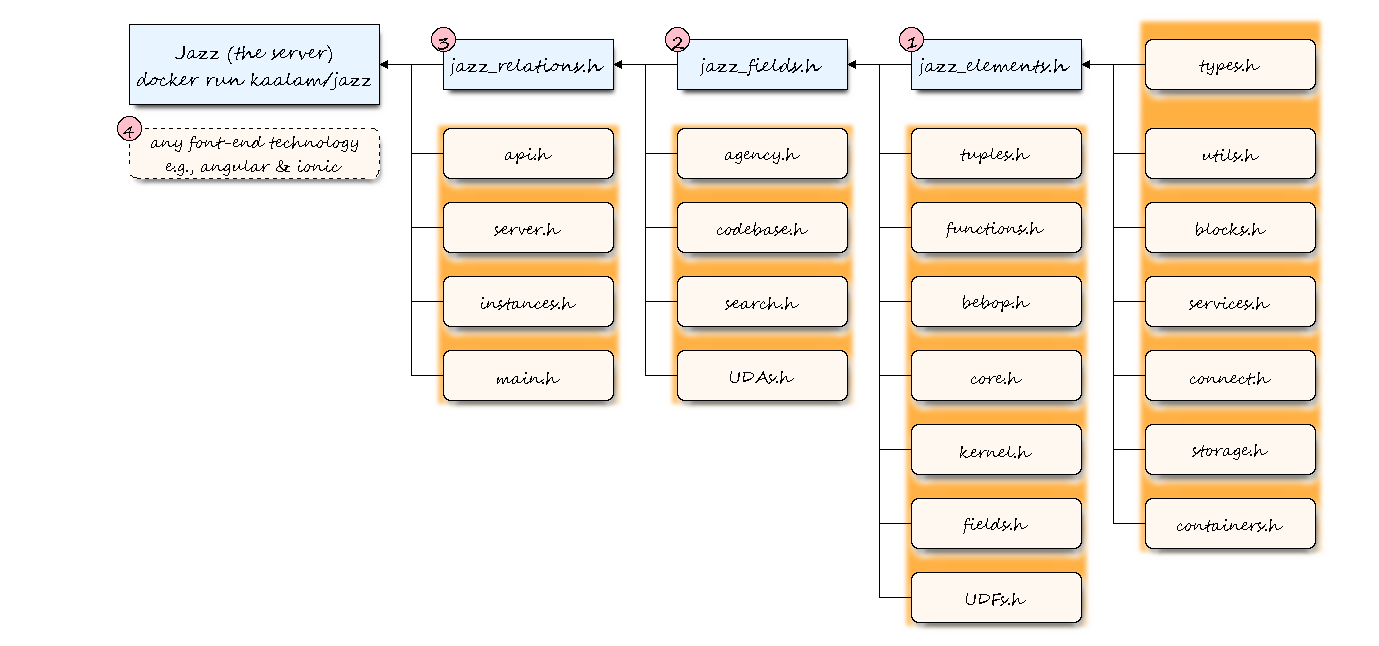 Jazz (the server)
docker run kaalam/jazz
4
any font-end technology
e.g., angular & ionic
3
jazz_relations.h
api.h
server.h
instances.h
main.h
2
jazz_fields.h
agency.h
codebase.h
search.h
UDAs.h
1
jazz_elements.h
tuples.h
functions.h
bebop.h
core.h
kernel.h
fields.h
UDFs.h
types.h
utils.h
blocks.h
services.h
connect.h
storage.h
containers.h